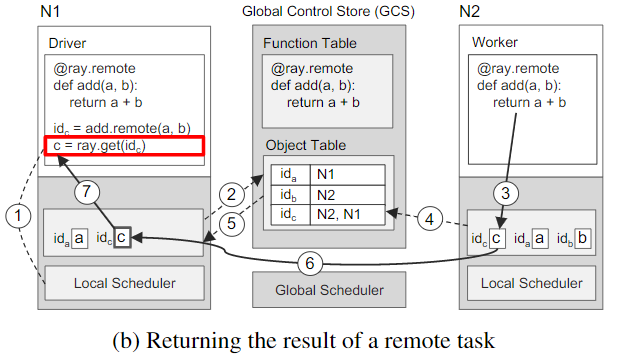 N1
Global Control Store (GCS)
N2
Driver
@ray.remote
def add(a, b):
return a + b
id_c = add.remote(a, b)
c = ray.get(id_c)
Function Table
@ray.remote
def add(a, b):
return a + b
Worker
@ray.remote
def add(a, b):
return a + b
Object Table
id_a N1
id_b N2
id_c N2, N1
1
2
3
4
5
6
7
id_a a id_c c
id_c c id_a a id_b b
Local Scheduler
Global Scheduler
Local Scheduler
(b) Returning the result of a remote task